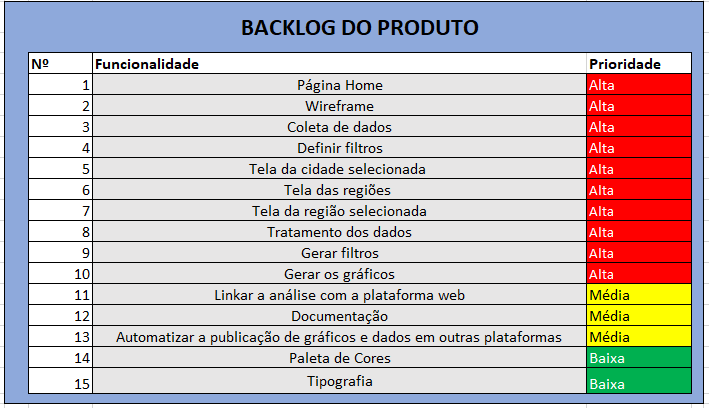 BACKLOG DO PRODUTO
Nº Funcionalidade Prioridade
1 Página Home Alta
2 Wireframe Alta
3 Coleta de dados Alta
4 Definir filtros Alta
5 Tela da cidade selecionada Alta
6 Tela das regiões Alta
7 Tela da região selecionada Alta
8 Tratamento dos dados Alta
9 Gerar filtros Alta
10 Gerar os gráficos Alta
11 Linkar a análise com a plataforma web Média
12 Documentação Média
13 Automatizar a publicação de gráficos e dados em outras plataformas Média
14 Paleta de Cores Baixa
15 Tipografia Baixa